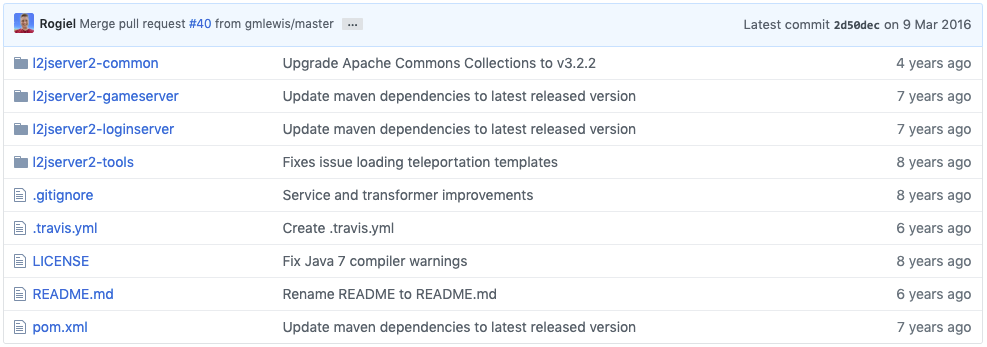 Rogiel Merge pull request #40 from gmlewis/master ... Latest commit 2d50dec on 9 Mar 2016
l2jserver2-common Upgrade Apache Commons Collections to v3.2.2 4 years ago
l2jserver2-gameserver Update maven dependencies to latest released version 7 years ago
l2jserver2-loginserver Update maven dependencies to latest released version 7 years ago
l2jserver2-tools Fixes issue loading teleportation templates 8 years ago
.gitignore Service and transformer improvements 8 years ago
.travis.yml Create .travis.yml 6 years ago
LICENSE Fix Java 7 compiler warnings 8 years ago
README.md Rename README to README.md 6 years ago
pom.xml Update maven dependencies to latest released version 7 years ago